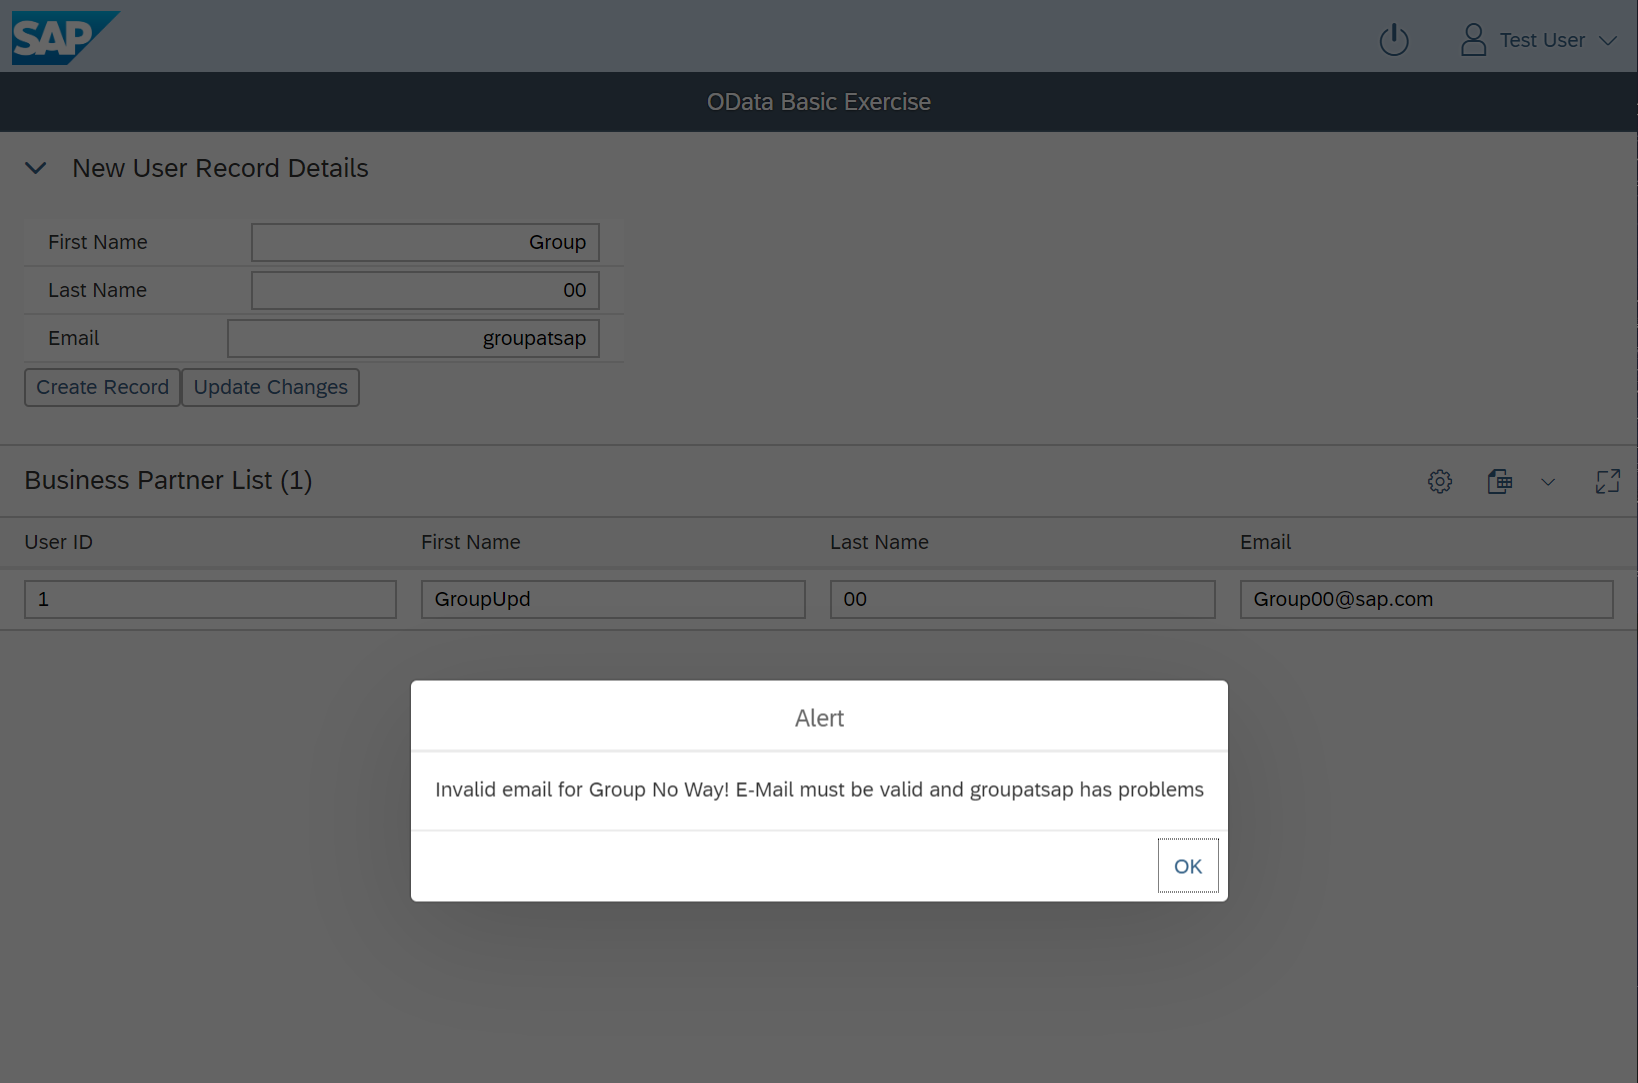 SAP
Test User
OData Basic Exercise
New User Record Details
First Name
Group
Last Name
00
Email
groupatsap
Create Record Update Changes
Business Partner List (1)
User ID First Name Last Name Email
1 GroupUpd 00 Group00@sap.com
Alert
Invalid email for Group No Way! E-Mail must be valid and groupatsap has problems
OK